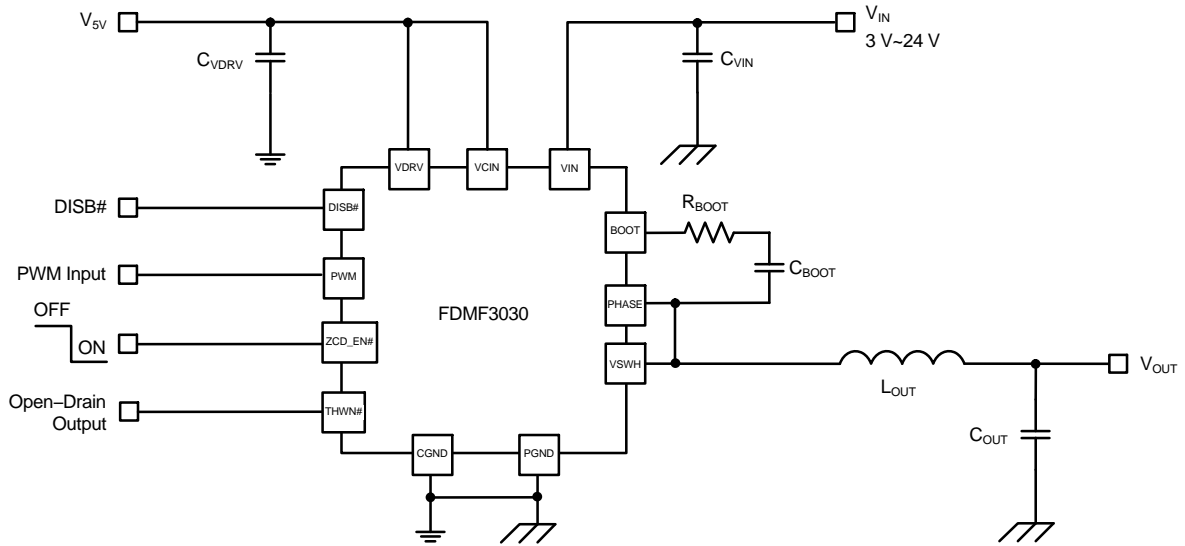 V5V
CVDRV
CVIN
VIN
3 V~24 V
VDRV
VCIN
VIN
DISB#
DISB#
RBOOT
BOOT
CBOOT
PWM Input
PWM
PHASE
FDMF3030
OFF
ON
ZCD_EN#
VSWH
LOUT
VOUT
Open–Drain
Output
THWN#
COUT
CGND
PGND